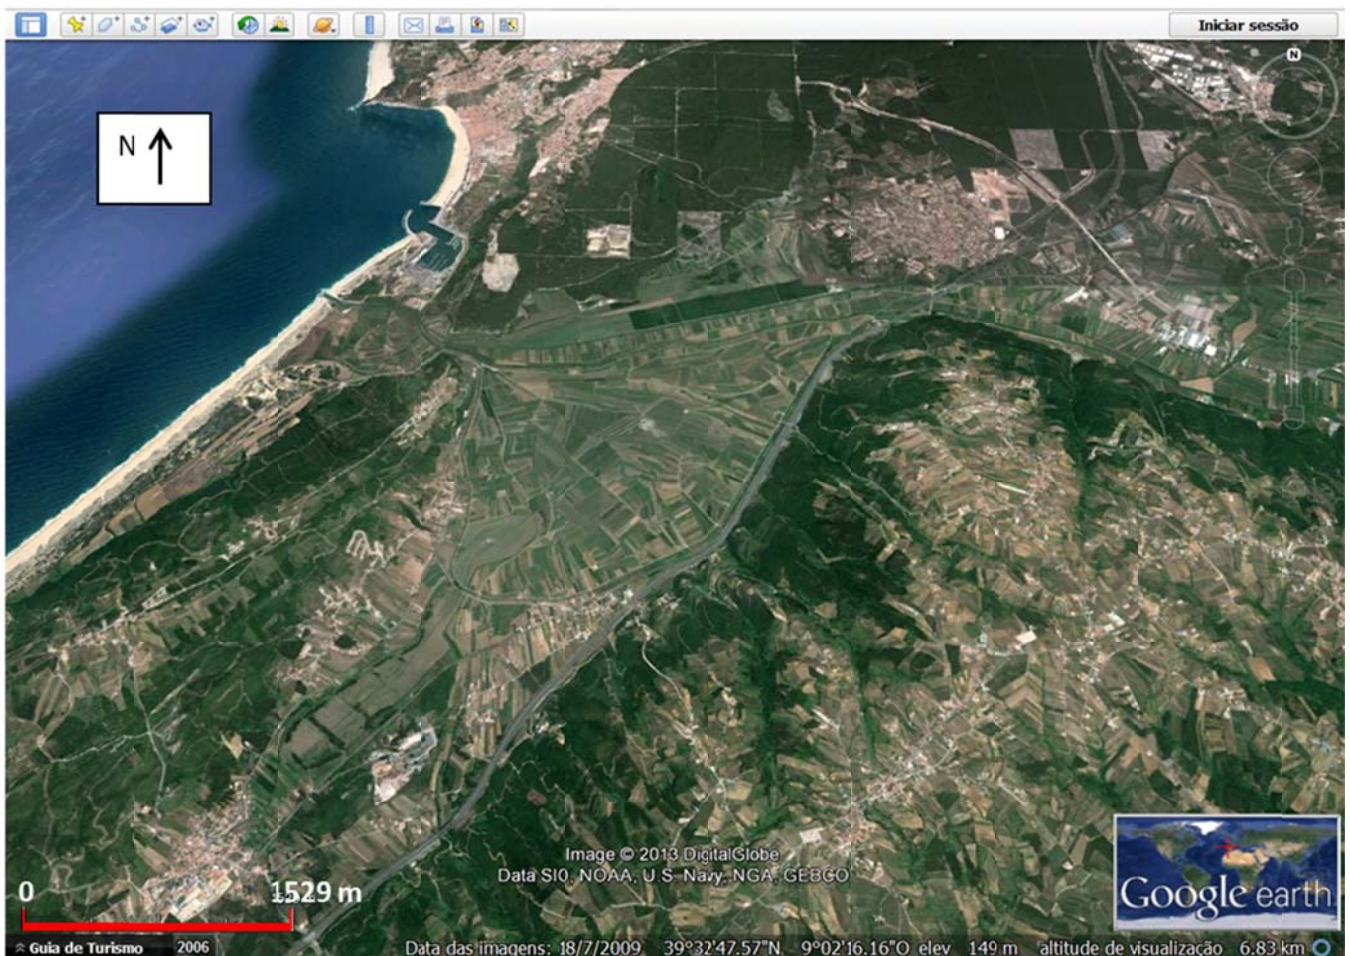 Iniciar sessão
N
N
Image © 2013 DigitalGlobe
Data SIO, NOAA, U.S. Navy, NGA, GEBCO
Google earth
0 1529 m
Guia de Turismo 2006 Data das imagens: 18/7/2009 39°32'47.57"N 9°02'16.16"O elev 149 m altitude de visualização 6.83 km